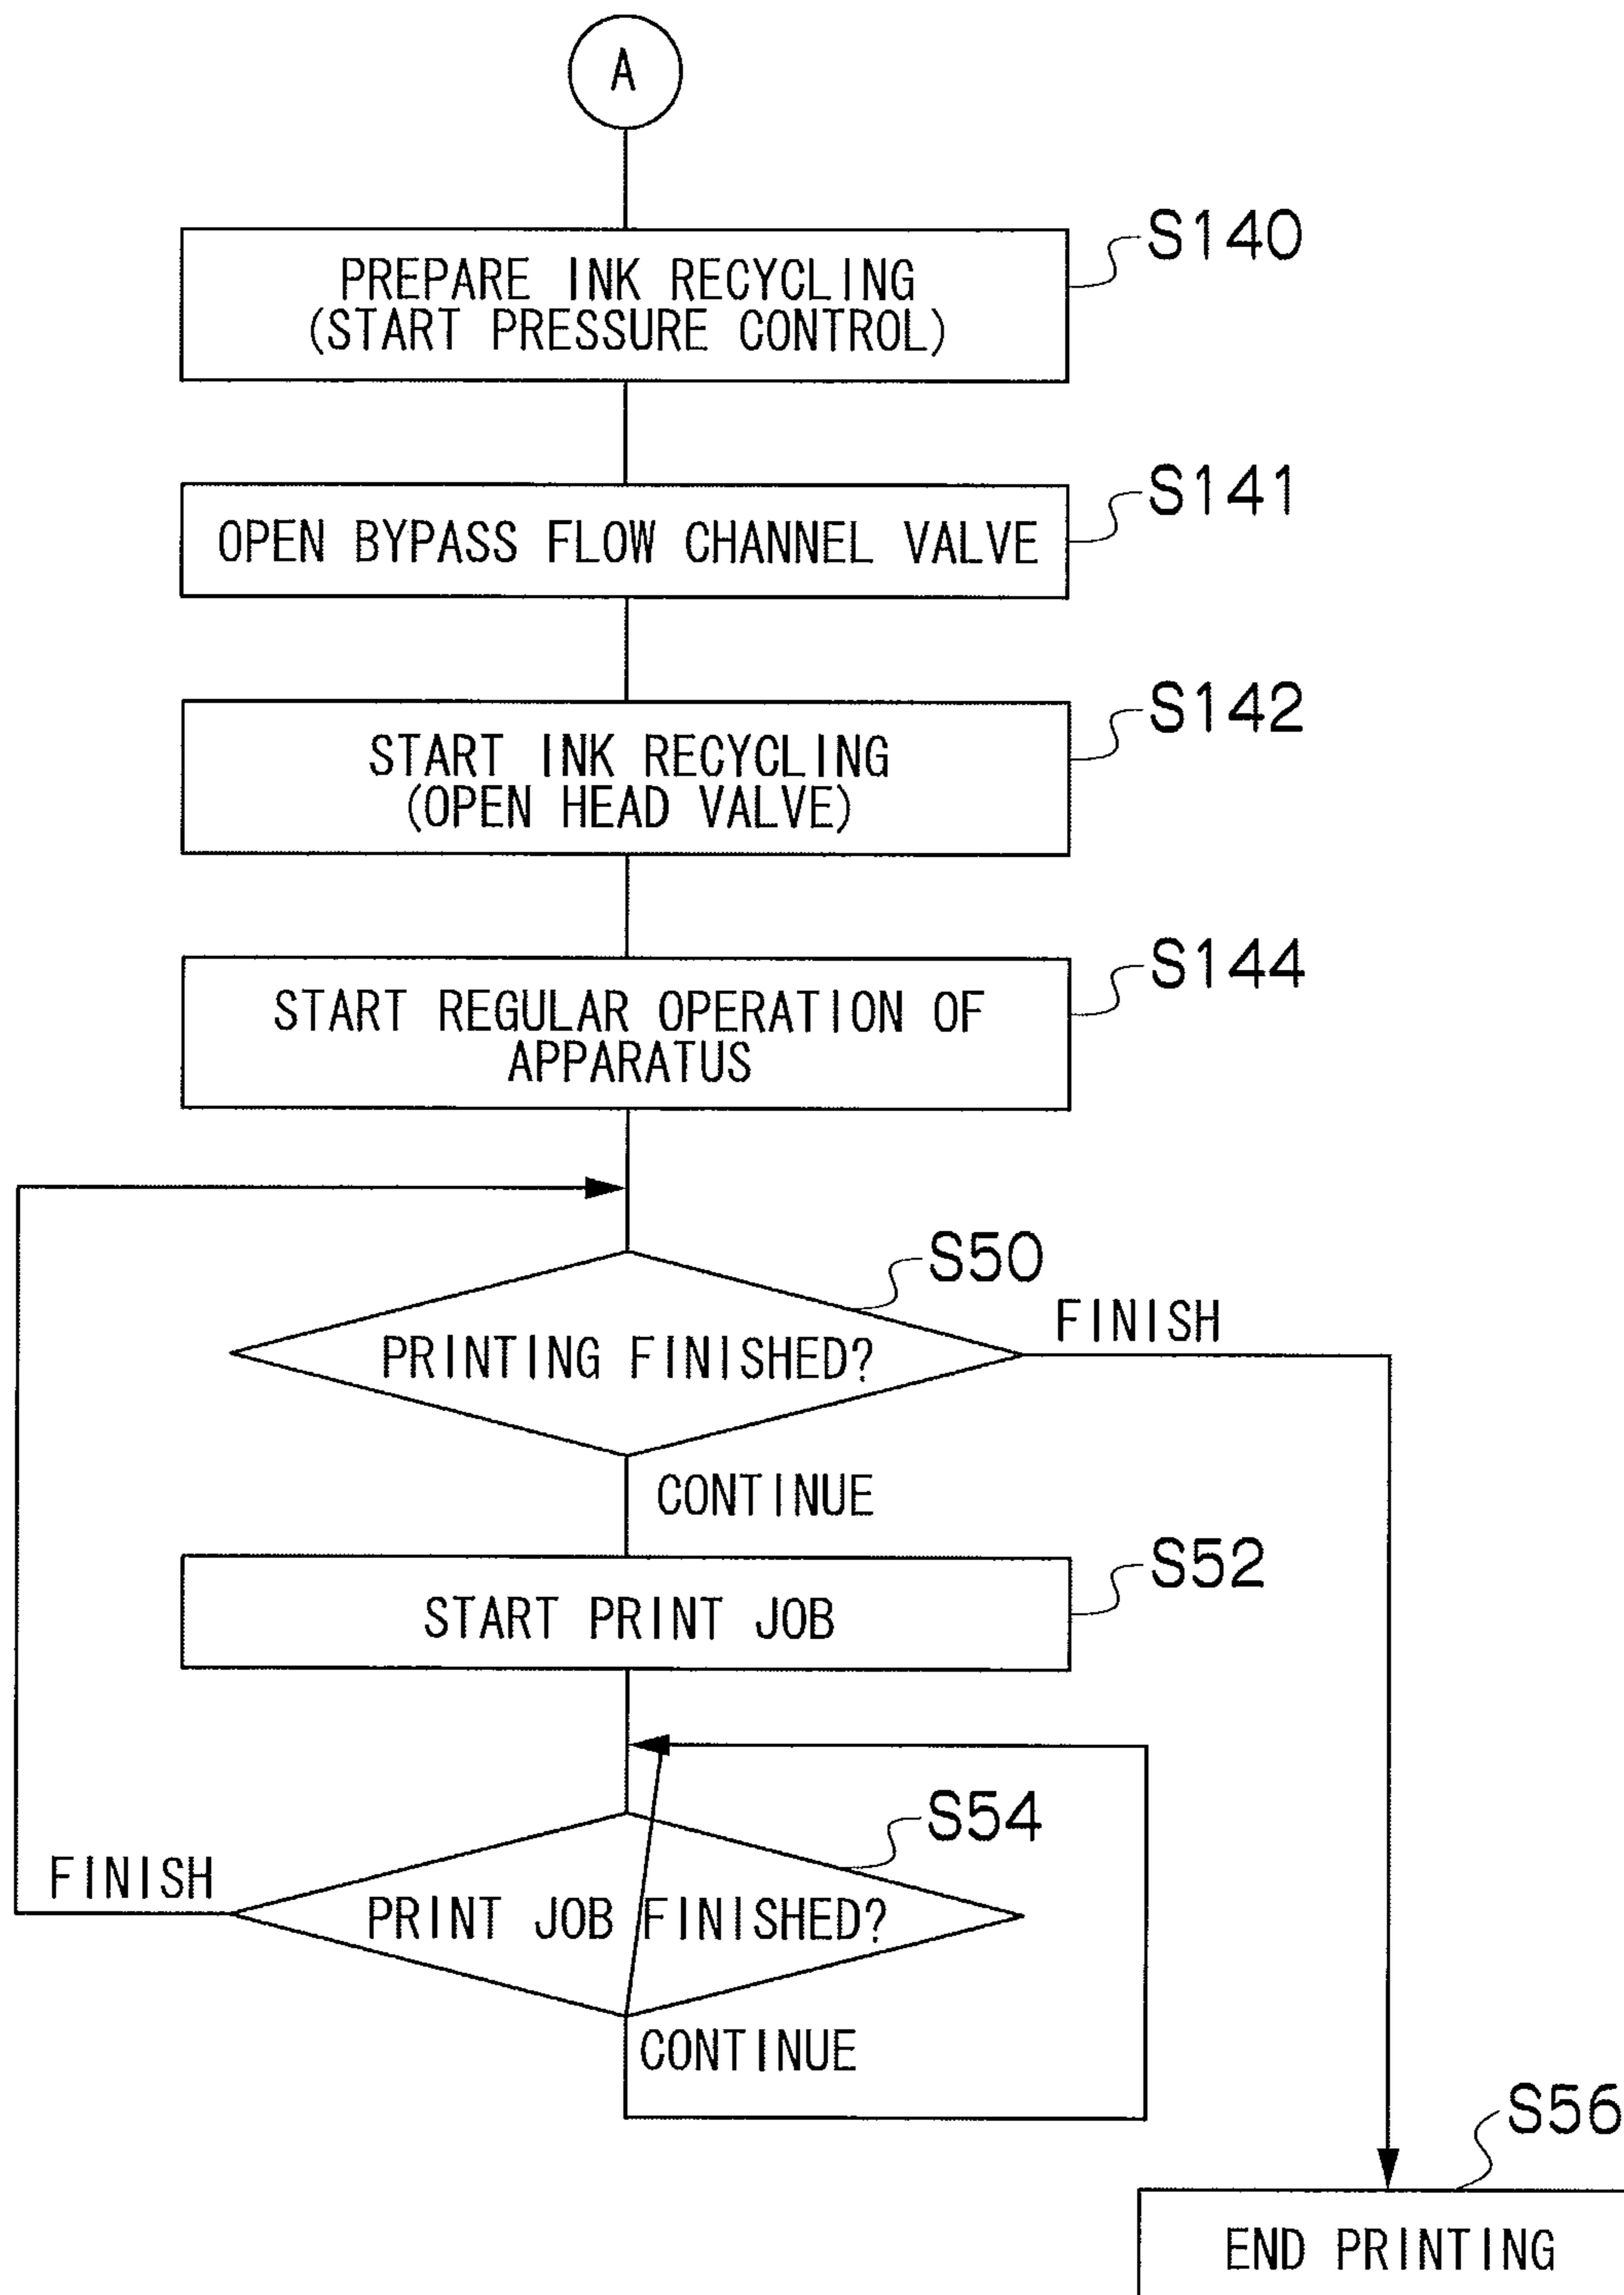 A
S140
PREPARE INK RECYCLING
(START PRESSURE CONTROL)
S141
OPEN BYPASS FLOW CHANNEL VALVE
S142
START INK RECYCLING
(OPEN HEAD VALVE)
S144
START REGULAR OPERATION OF
APPARATUS
S50
FINISH
PRINTING FINISHED?
CONTINUE
S52
START PRINT JOB
S54
FINISH
PRINT JOB FINISHED?
CONTINUE
S56
END PRINTING